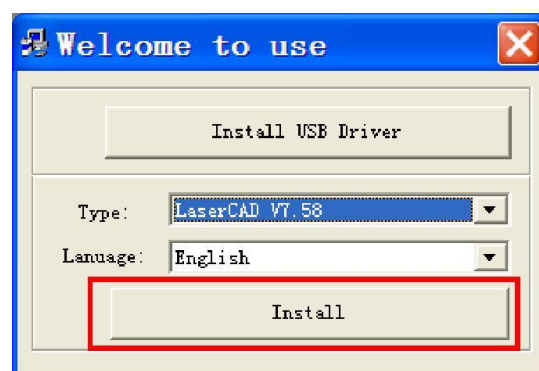 Welcome to use
Install USB Driver
Type: LaserCAD V7.58
Lanuage: English
Install